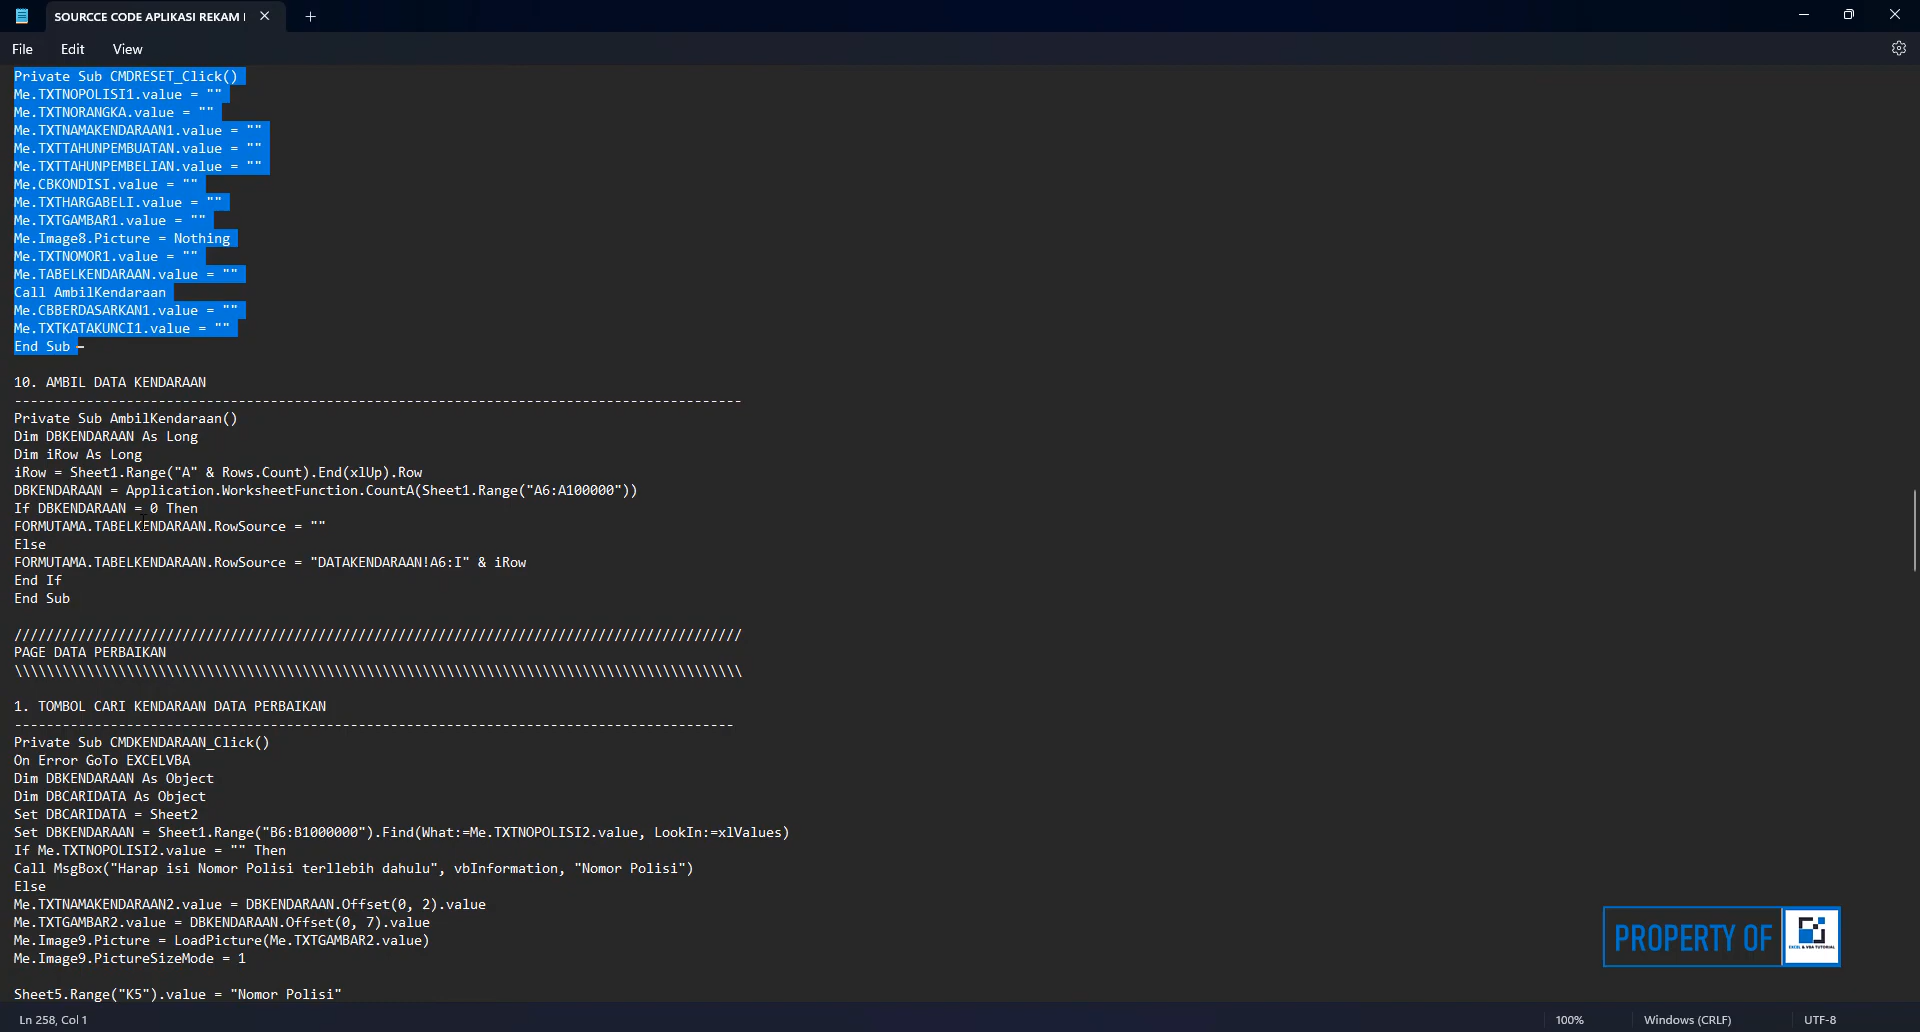 SOURCCE CODE APLIKASI REKAM
File Edit View
Private Sub CMDRESET_Click()
Me.TXTNOPOLISI1.value = ""
Me.TXTNORANGKA.value = ""
Me.TXTNAMAKENDARAAN1.value = ""
Me.TXTTAHUNPEMBUATAN.value = ""
Me.TXTTAHUNPEMBELIAN.value = ""
Me.CBKONDISI.value = ""
Me.TXTHARGABELI.value = ""
Me.TXTGAMBAR1.value = ""
Me.Image8.Picture = Nothing
Me.TXTNOMOR1.value = ""
Me.TABELKENDARAAN.value = ""
Call AmbilKendaraan
Me.CBBERDASARKAN1.value = ""
Me.TXTKATAKUNCI1.value = ""
End Sub
10. AMBIL DATA KENDARAAN
-------------------------------------------------------------------------------------------
Private Sub AmbilKendaraan()
Dim DBKENDARAAN As Long
Dim iRow As Long
iRow = Sheet1.Range("A" & Rows.Count).End(xlUp).Row
DBKENDARAAN = Application.WorksheetFunction.CountA(Sheet1.Range("A6:A100000"))
If DBKENDARAAN = 0 Then
FORMUTAMA.TABELKENDARAAN.RowSource = ""
Else
FORMUTAMA.TABELKENDARAAN.RowSource = "DATAKENDARAAN!A6:I" & iRow
End If
End Sub
///////////////////////////////////////////////////////////////////////////////////////////
PAGE DATA PERBAIKAN
\\\\\\\\\\\\\\\\\\\\\\\\\\\\\\\\\\\\\\\\\\\\\\\\\\\\\\\\\\\\\\\\\\\\\\\\\\\\\\\\\\\\\\\\\\\
1. TOMBOL CARI KENDARAAN DATA PERBAIKAN
------------------------------------------------------------------------------------------
Private Sub CMDKENDARAAN_Click()
On Error GoTo EXCELVBA
Dim DBKENDARAAN As Object
Dim DBCARIDATA As Object
Set DBCARIDATA = Sheet2
Set DBKENDARAAN = Sheet1.Range("B6:B1000000").Find(What:=Me.TXTNOPOLISI2.value, LookIn:=xlValues)
If Me.TXTNOPOLISI2.value = "" Then
Call MsgBox("Harap isi Nomor Polisi terllebih dahulu", vbInformation, "Nomor Polisi")
Else
Me.TXTNAMAKENDARAAN2.value = DBKENDARAAN.Offset(0, 2).value
Me.TXTGAMBAR2.value = DBKENDARAAN.Offset(0, 7).value
Me.Image9.Picture = LoadPicture(Me.TXTGAMBAR2.value)
Me.Image9.PictureSizeMode = 1
Sheet5.Range("K5").value = "Nomor Polisi"
PROPERTY OF
EXCEL & VBA TUTORIAL
Ln 258, Col 1
100%
Windows (CRLF)
UTF-8